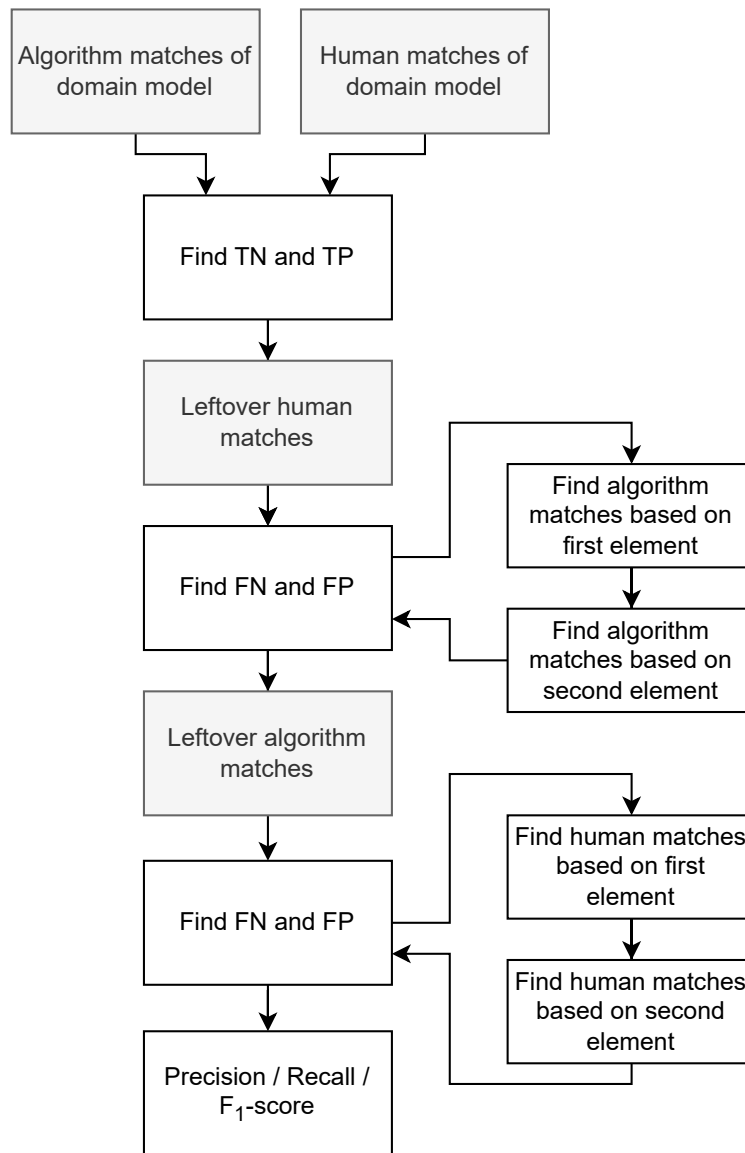 Algorithm matches of
domain model
Human matches of
domain model
Find TN and TP
Leftover human
matches
Find algorithm
matches based on
first element
Find FN and FP
Find algorithm
matches based on
second element
Leftover algorithm
matches
Find human matches
based on first
element
Find FN and FP
Find human matches
based on second
element
Precision / Recall /
F1-score